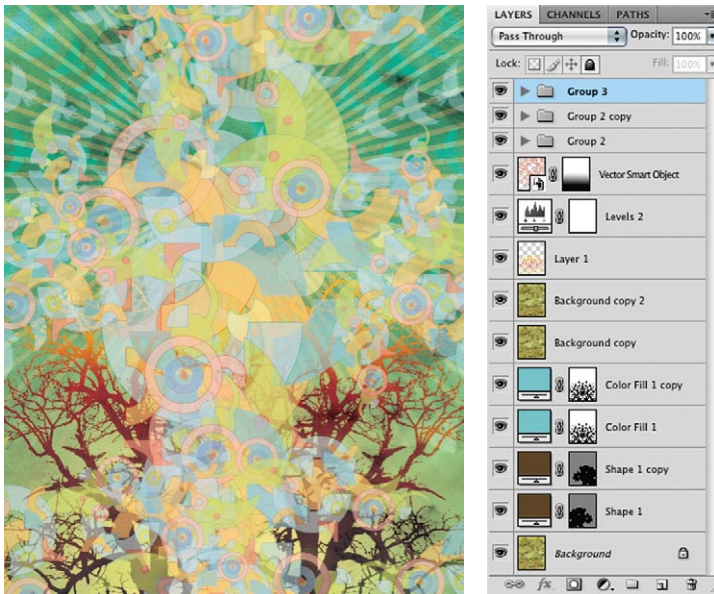 LAYERS CHANNELS PATHS
Pass Through Opacity: 100%
Lock: Fill: 100%
Group 3
Group 2 copy
Group 2
Vector Smart Object
Levels 2
Layer 1
Background copy 2
Background copy
Color Fill 1 copy
Color Fill 1
Shape 1 copy
Shape 1
Background
fx